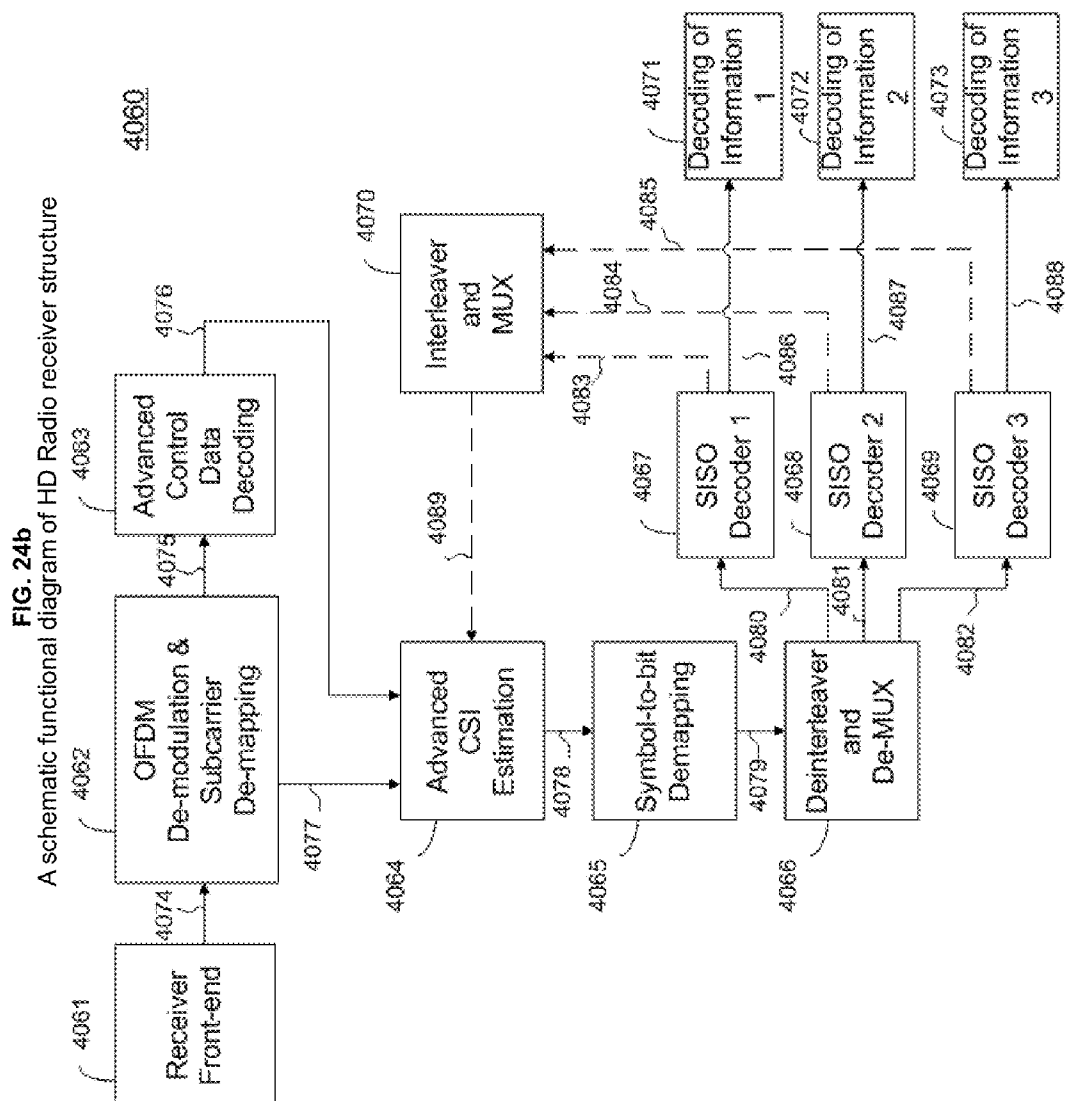 FIG. 24b
A schematic functional diagram of HD Radio receiver structure
4060
4061
Receiver
Front-end
4074
4062
OFDM
De-modulation &
Subcarrier
De-mapping
4075
4063
Advanced
Control
Data
Decoding
4076
4077
4064
Advanced
CSI
Estimation
4089
4070
Interleaver
and
MUX
4078
4065
Symbol-to-bit
Demapping
4079
4066
Deinterleaver
and
De-MUX
4080
4081
4082
4067
SISO
Decoder 1
4068
SISO
Decoder 2
4069
SISO
Decoder 3
4083
4084
4085
4086
4087
4088
4071
Decoding of
Information
1
4072
Decoding of
Information
2
4073
Decoding of
Information
3